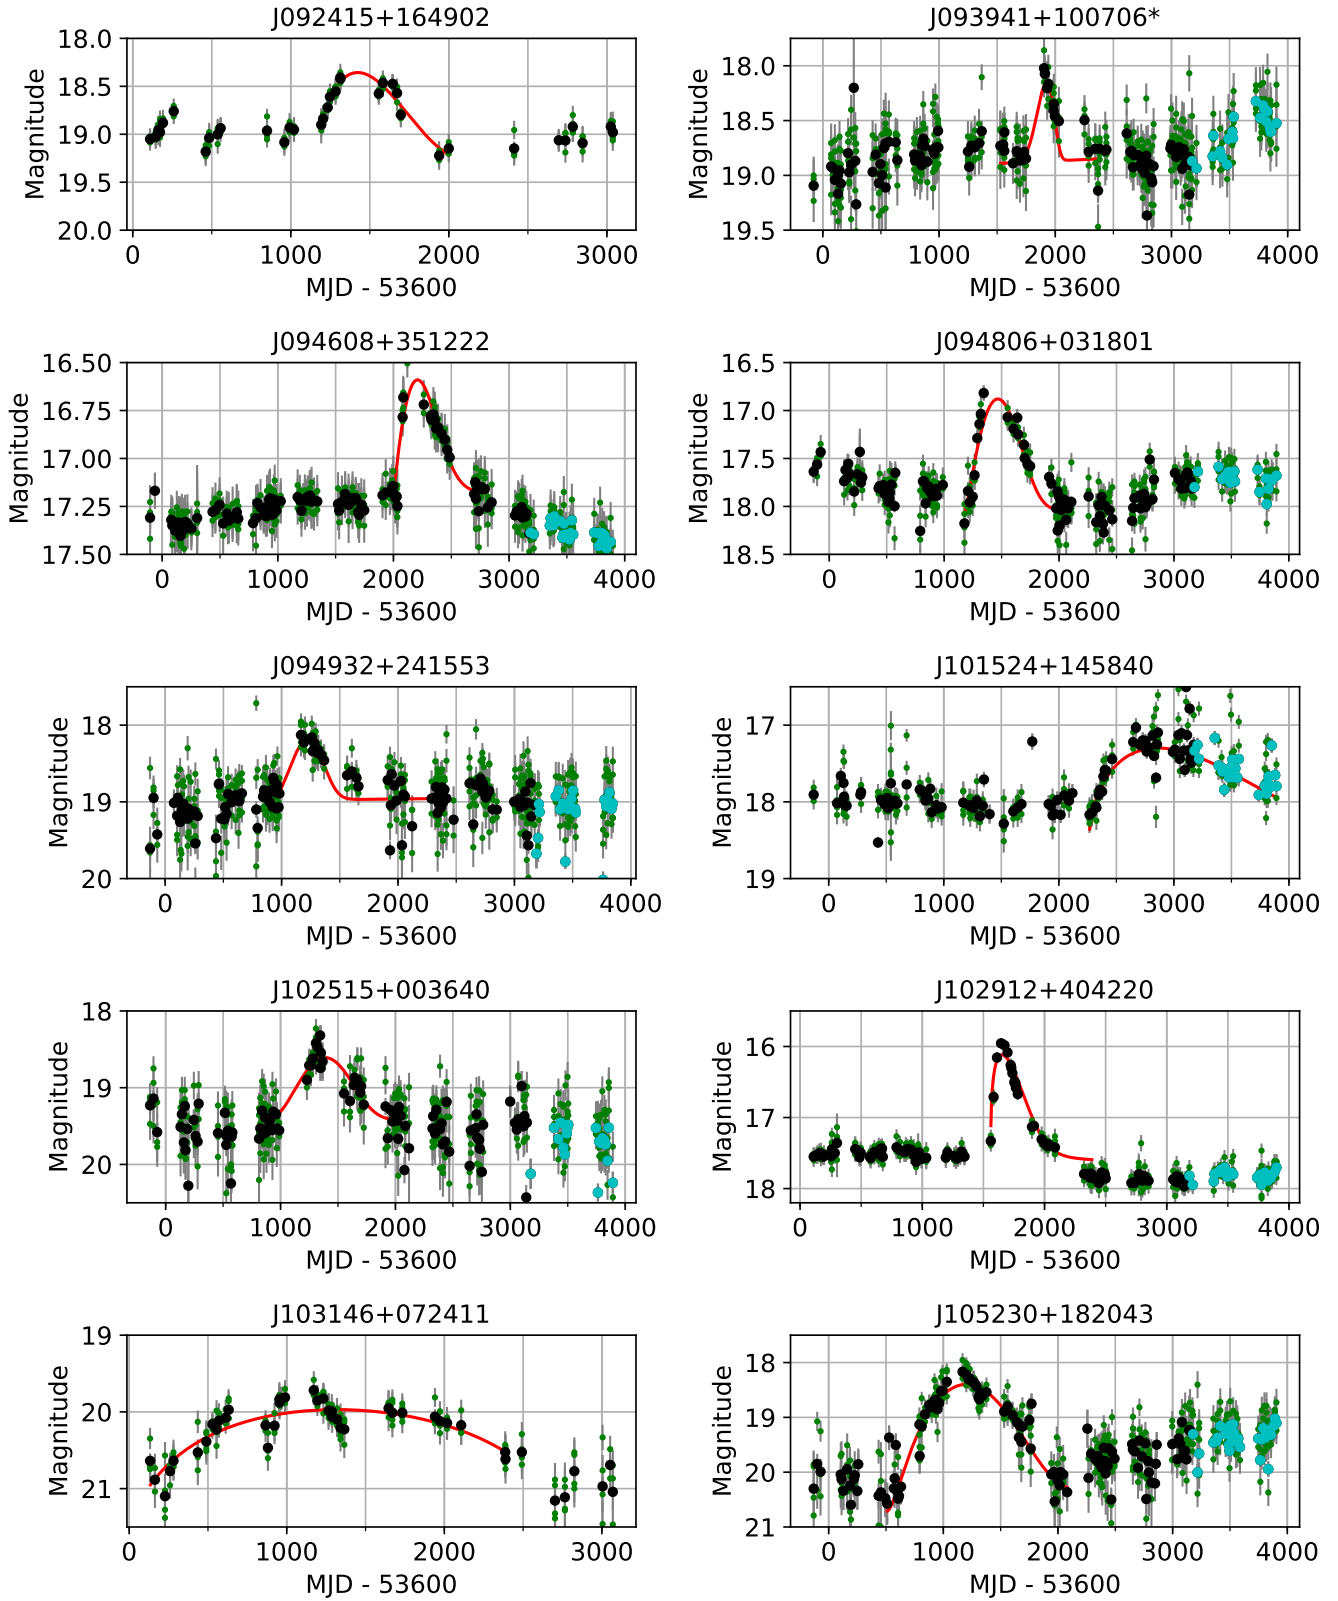 J092415+164902
Magnitude
18.0
18.5
19.0
19.5
20.0
0 1000 2000 3000
MJD - 53600
J093941+100706*
Magnitude
18.0
18.5
19.0
19.5
0 1000 2000 3000 4000
MJD - 53600
J094608+351222
Magnitude
16.50
16.75
17.00
17.25
17.50
0 1000 2000 3000 4000
MJD - 53600
J094806+031801
Magnitude
16.5
17.0
17.5
18.0
18.5
0 1000 2000 3000 4000
MJD - 53600
J094932+241553
Magnitude
18
19
20
0 1000 2000 3000 4000
MJD - 53600
J101524+145840
Magnitude
17
18
19
0 1000 2000 3000 4000
MJD - 53600
J102515+003640
Magnitude
18
19
20
0 1000 2000 3000 4000
MJD - 53600
J102912+404220
Magnitude
16
17
18
0 1000 2000 3000 4000
MJD - 53600
J103146+072411
Magnitude
19
20
21
0 1000 2000 3000
MJD - 53600
J105230+182043
Magnitude
18
19
20
21
0 1000 2000 3000 4000
MJD - 53600